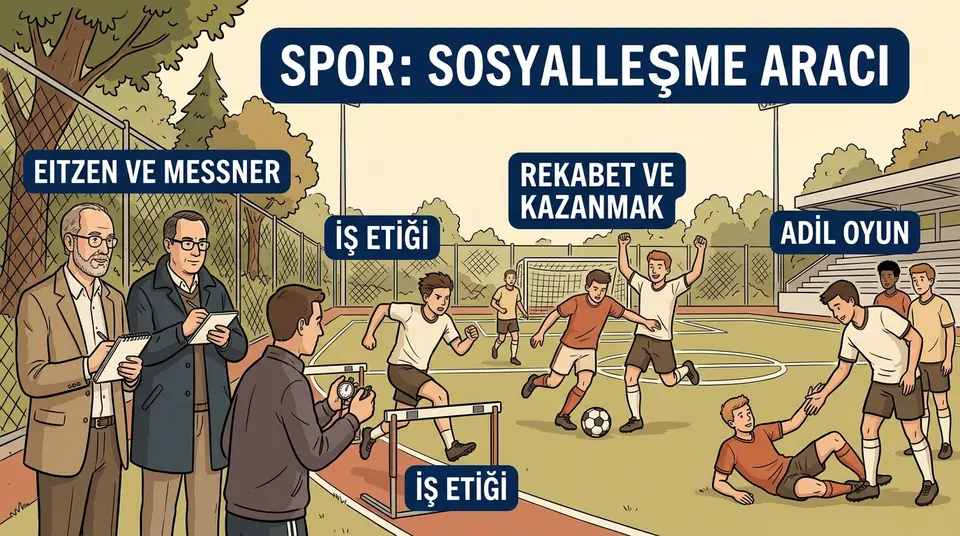 SPOR: SOSYALLEŞME ARACI
EITZEN VE MESSNER
İŞ ETİĞİ
REKABET VE
KAZANMAK
ADİL OYUN
İŞ ETİĞİ